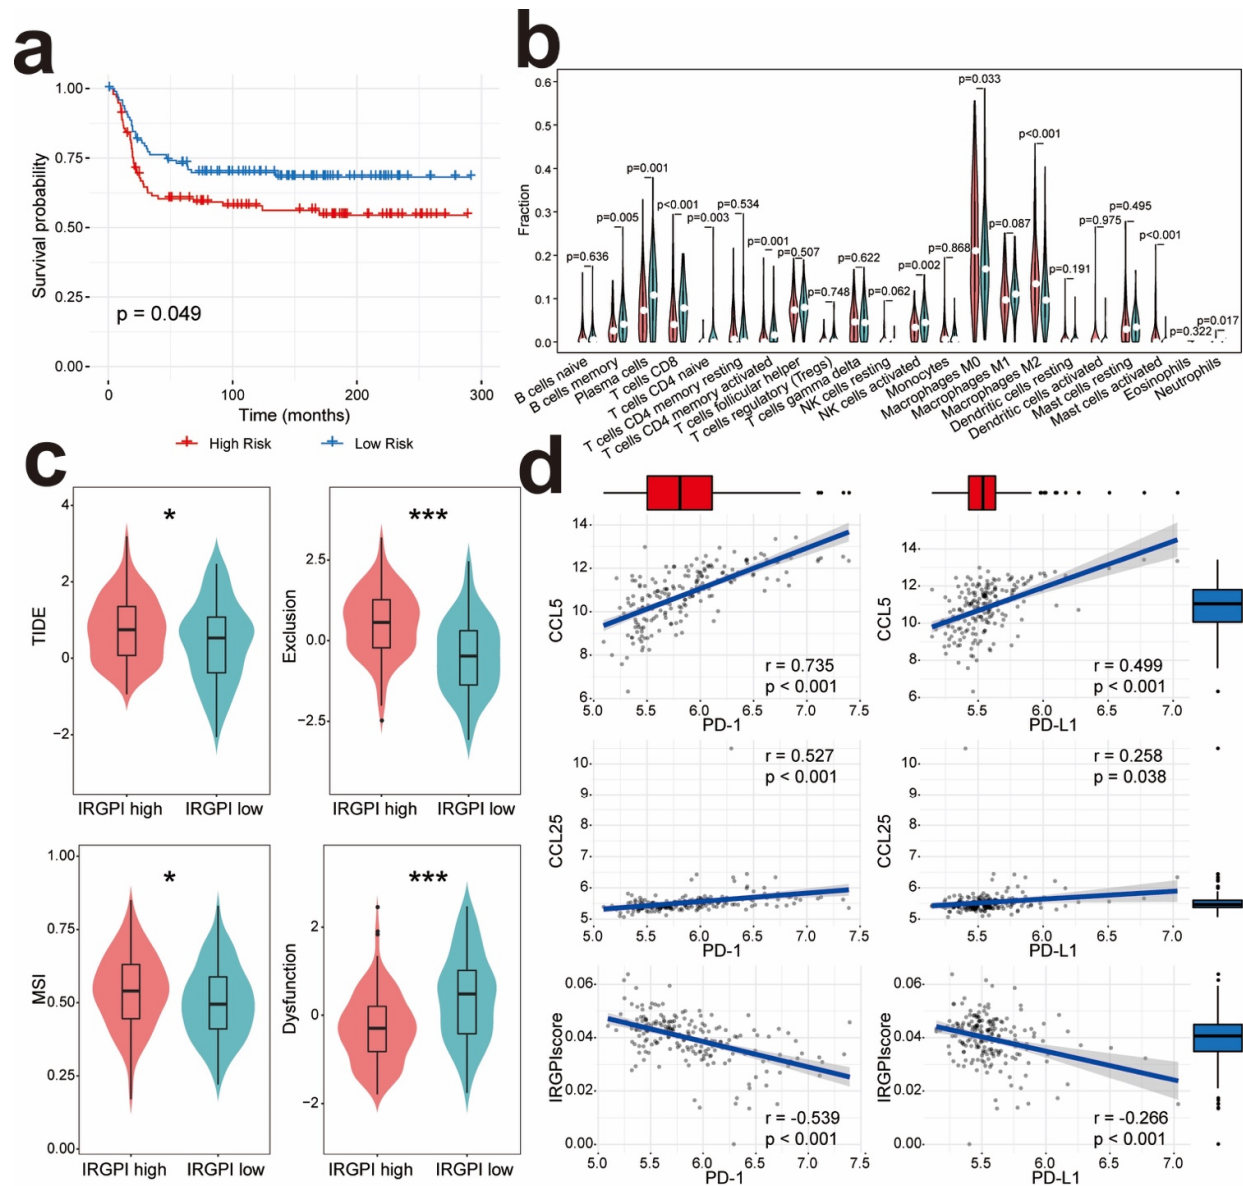 a
1.00
0.75
0.50
0.25
0.00
Survival probability
p = 0.049
0
100
200
300
Time (months)
High Risk
Low Risk
b
0.6
0.5
0.4
0.3
0.2
0.1
0.0
Fraction
p=0.636
p=0.005
p=0.001
p<0.001
p=0.003
p=0.534
p=0.001
p=0.507
p=0.748
p=0.622
p=0.062
p=0.002
p=0.868
p=0.033
p=0.087
p<0.001
p=0.191
p=0.975
p=0.495
p<0.001
p=0.322
p=0.017
B cells naive
B cells memory
Plasma cells
T cells CD8
T cells CD4 naive
T cells CD4 memory resting
T cells CD4 memory activated
T cells follicular helper
T cells regulatory (Tregs)
T cells gamma delta
NK cells resting
NK cells activated
Monocytes
Macrophages M0
Macrophages M1
Macrophages M2
Dendritic cells resting
Dendritic cells activated
Mast cells resting
Mast cells activated
Eosinophils
Neutrophils
c
4
2
0
−2
TIDE
*
IRGPI high
IRGPI low
2.5
0.0
−2.5
Exclusion
***
IRGPI high
IRGPI low
1.00
0.75
0.50
0.25
0.00
MSI
*
IRGPI high
IRGPI low
2
0
−2
Dysfunction
***
IRGPI high
IRGPI low
d
14
12
10
8
6
CCL5
r = 0.735
p < 0.001
5.0
5.5
6.0
6.5
7.0
7.5
PD-1
14
12
10
8
6
CCL5
r = 0.499
p < 0.001
5.5
6.0
6.5
7.0
PD-L1
10
9
8
7
6
5
CCL25
r = 0.527
p < 0.001
5.0
5.5
6.0
6.5
7.0
7.5
PD-1
10
9
8
7
6
5
CCL25
r = 0.258
p = 0.038
5.5
6.0
6.5
7.0
PD-L1
0.06
0.04
0.02
0.00
IRGPIscore
r = -0.539
p < 0.001
5.0
5.5
6.0
6.5
7.0
7.5
PD-1
0.06
0.04
0.02
0.00
IRGPIscore
r = -0.266
p < 0.001
5.5
6.0
6.5
7.0
PD-L1